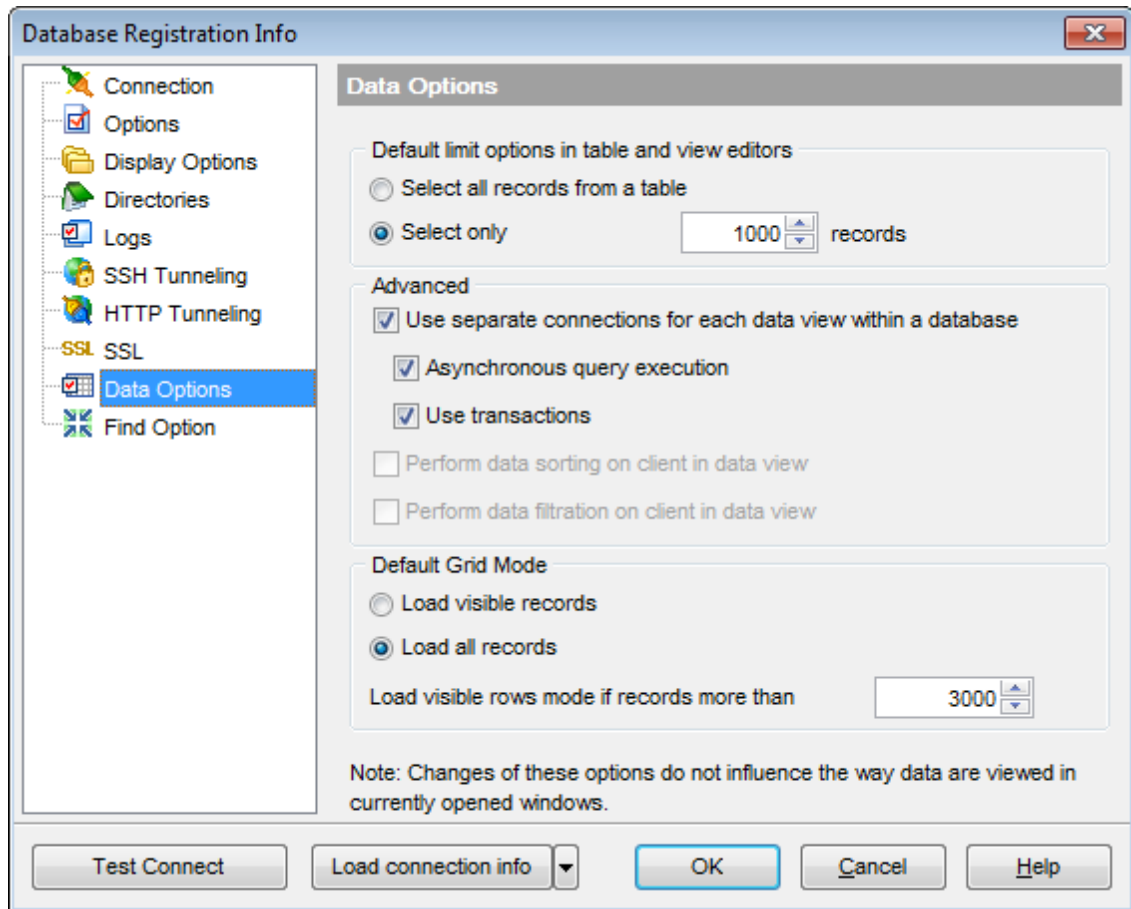 Database Registration Info
Connection
Options
Display Options
Directories
Logs
SSH Tunneling
HTTP Tunneling
SSL SSL
Data Options
Find Option
Data Options
Default limit options in table and view editors
Select all records from a table
Select only 1000 records
Advanced
Use separate connections for each data view within a database
Asynchronous query execution
Use transactions
Perform data sorting on client in data view
Perform data filtration on client in data view
Default Grid Mode
Load visible records
Load all records
Load visible rows mode if records more than 3000
Note: Changes of these options do not influence the way data are viewed in
currently opened windows.
Test Connect Load connection info OK Cancel Help